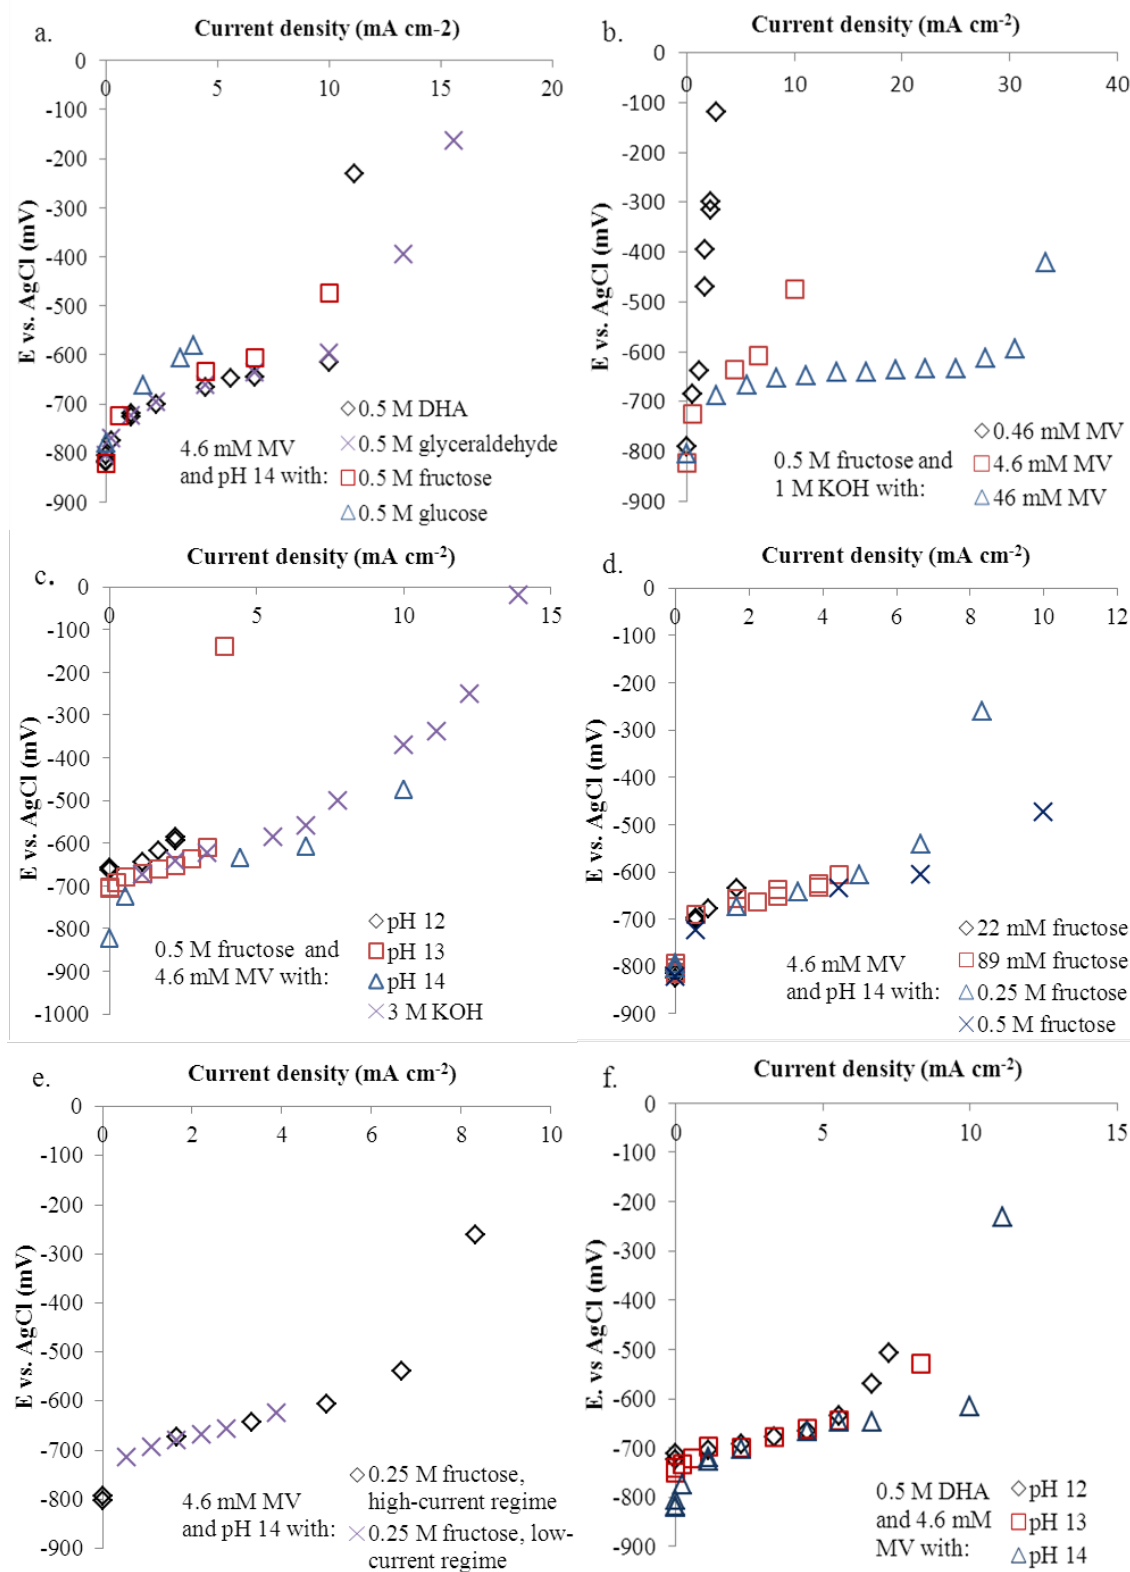 a.
Current density (mA cm-2)
0
0 5 10 15 20
-100
-200
-300
-400
-500
-600
-700
-800
-900
E vs. AgCl (mV)
4.6 mM MV
and pH 14 with:
0.5 M DHA
0.5 M glyceraldehyde
0.5 M fructose
0.5 M glucose
b.
Current density (mA cm-2)
0
0 10 20 30 40
-100
-200
-300
-400
-500
-600
-700
-800
-900
E vs. AgCl (mV)
0.5 M fructose and
1 M KOH with:
0.46 mM MV
4.6 mM MV
46 mM MV
c.
Current density (mA cm-2)
0
0 5 10 15
-100
-200
-300
-400
-500
-600
-700
-800
-900
-1000
E vs. AgCl (mV)
0.5 M fructose and
4.6 mM MV with:
pH 12
pH 13
pH 14
3 M KOH
d.
Current density (mA cm-2)
0
0 2 4 6 8 10 12
-100
-200
-300
-400
-500
-600
-700
-800
-900
E vs. AgCl (mV)
4.6 mM MV
and pH 14 with:
22 mM fructose
89 mM fructose
0.25 M fructose
0.5 M fructose
e.
Current density (mA cm-2)
0
0 2 4 6 8 10
-100
-200
-300
-400
-500
-600
-700
-800
-900
E vs. AgCl (mV)
4.6 mM MV
and pH 14 with:
0.25 M fructose,
high-current regime
0.25 M fructose, low-
current regime
f.
Current density (mA cm-2)
0
0 5 10 15
-100
-200
-300
-400
-500
-600
-700
-800
-900
E. vs AgCl (mV)
0.5 M DHA
and 4.6 mM
MV with:
pH 12
pH 13
pH 14